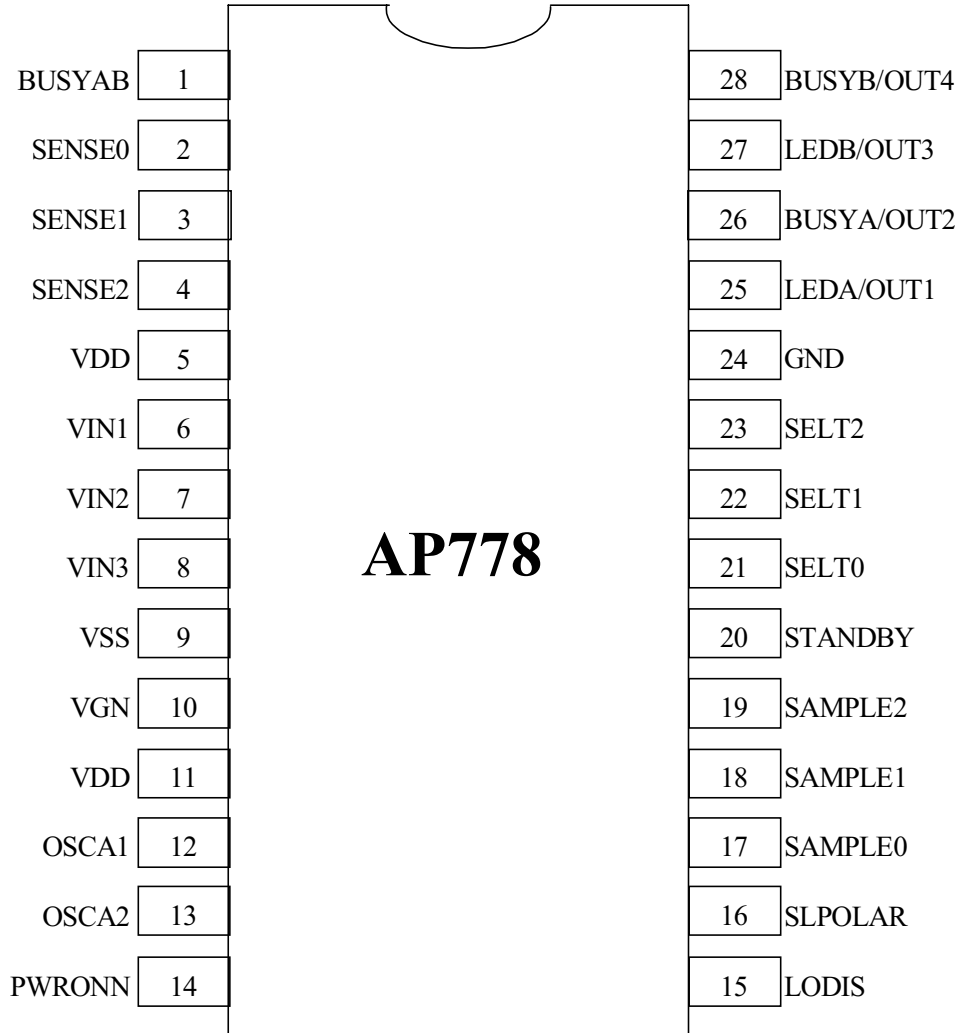 BUSYAB 1 28 BUSYB/OUT4
SENSE0 2 27 LEDB/OUT3
SENSE1 3 26 BUSYA/OUT2
SENSE2 4 25 LEDA/OUT1
VDD 5 24 GND
VIN1 6 23 SELT2
VIN2 7 22 SELT1
VIN3 8 21 SELT0
AP778
VSS 9 20 STANDBY
VGN 10 19 SAMPLE2
VDD 11 18 SAMPLE1
OSCA1 12 17 SAMPLE0
OSCA2 13 16 SLPOLAR
PWRONN 14 15 LODIS